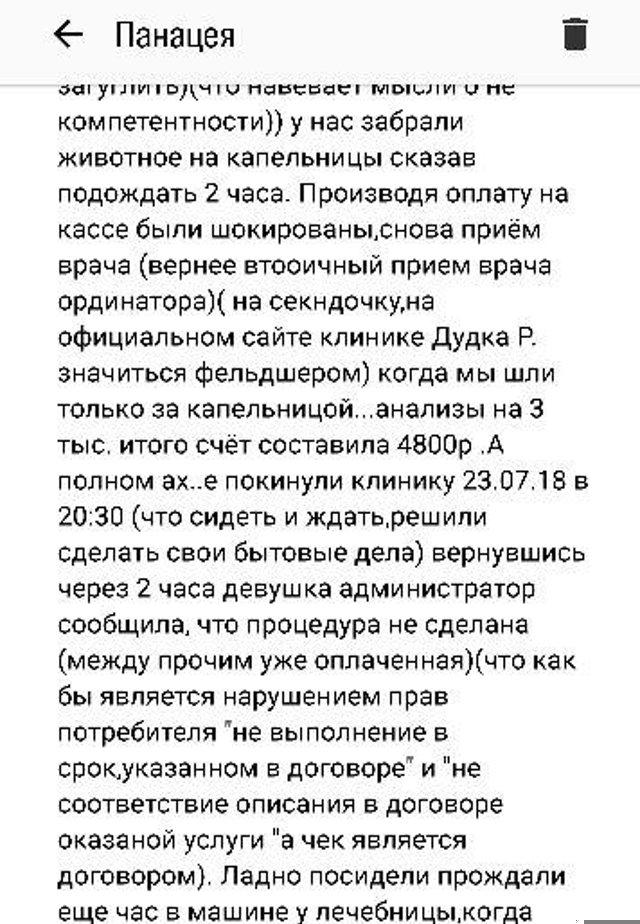 Панацея
загуглить)(что навевает мысли о не
компетентности)) у нас забрали
животное на капельницы сказав
подождать 2 часа. Производя оплату на
кассе были шокированы,снова приём
врача (вернее втооичный прием врача
ординатора)( на секндочку,на
официальном сайте клинике Дудка Р.
значиться фельдшером) когда мы шли
только за капельницой...анализы на 3
тыс. итого счёт составила 4800р .А
полном ах..е покинули клинику 23.07.18 в
20:30 (что сидеть и ждать,решили
сделать свои бытовые дела) вернувшись
через 2 часа девушка администратор
сообщила, что процедура не сделана
(между прочим уже оплаченная)(что как
бы является нарушением прав
потребителя "не выполнение в
срок,указанном в договоре" и "не
соответствие описания в договоре
оказаной услуги "а чек является
договором). Ладно посидели прождали
еще час в машине у лечебницы,когда